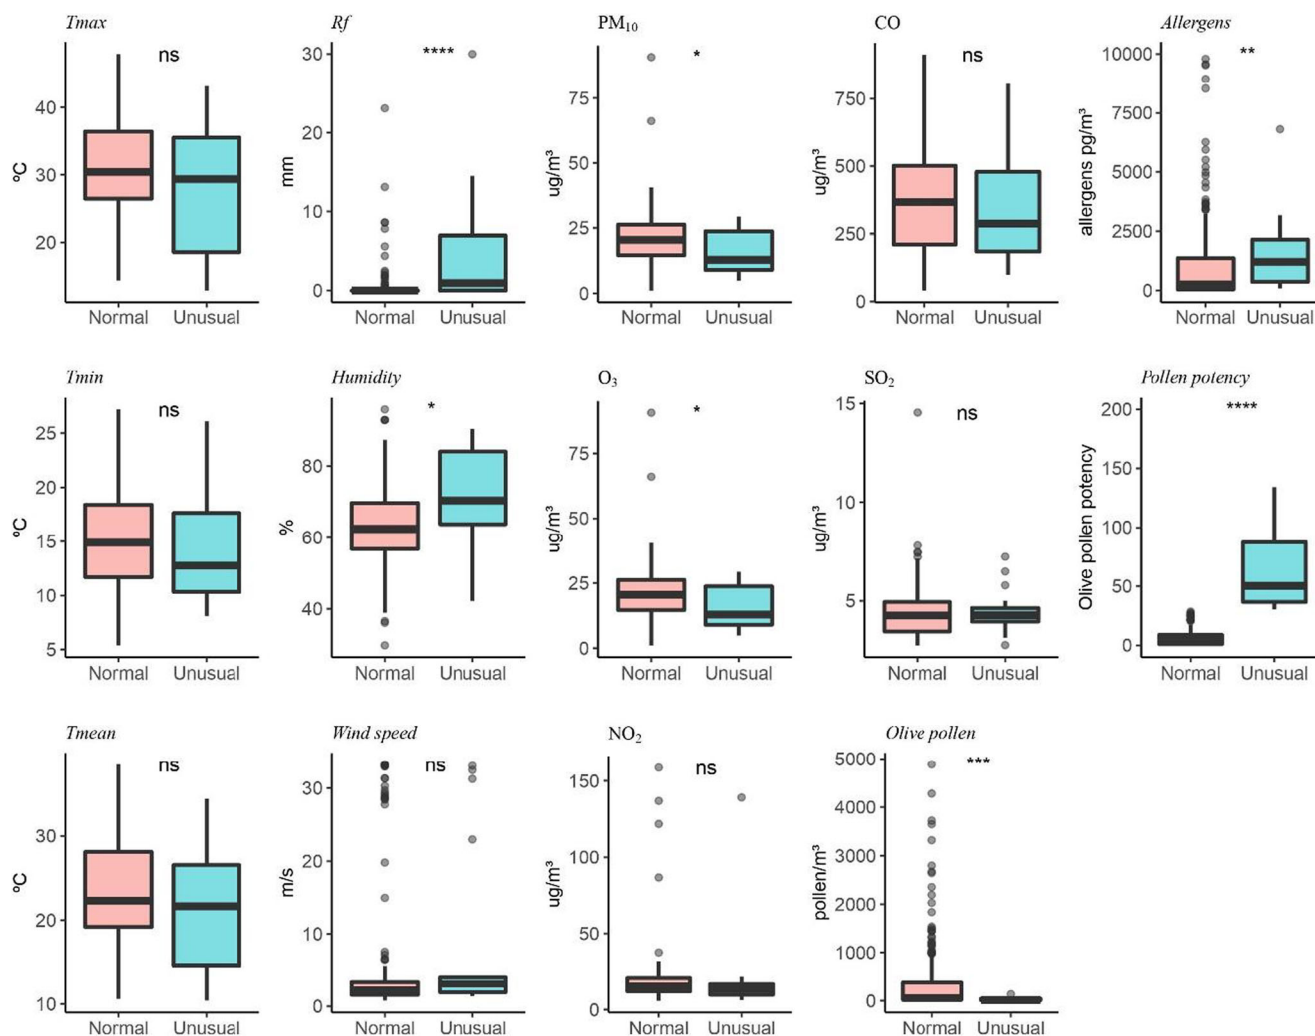 Tmax
ns
ºC
40
30
20
Normal Unusual
Rf
****
mm
30
20
10
0
Normal Unusual
PM₁₀
*
ug/m³
75
50
25
0
Normal Unusual
CO
ns
ug/m³
750
500
250
0
Normal Unusual
Allergens
**
allergens pg/m³
10000
7500
5000
2500
0
Normal Unusual
Tmin
ns
ºC
25
20
15
10
5
Normal Unusual
Humidity
*
%
80
60
40
Normal Unusual
O₃
*
ug/m³
75
50
25
0
Normal Unusual
SO₂
ns
ug/m³
15
10
5
Normal Unusual
Pollen potency
****
Olive pollen potency
200
150
100
50
0
Normal Unusual
Tmean
ns
ºC
30
20
10
Normal Unusual
Wind speed
ns
m/s
30
20
10
0
Normal Unusual
NO₂
ns
ug/m³
150
100
50
0
Normal Unusual
Olive pollen
***
pollen/m³
5000
4000
3000
2000
1000
0
Normal Unusual